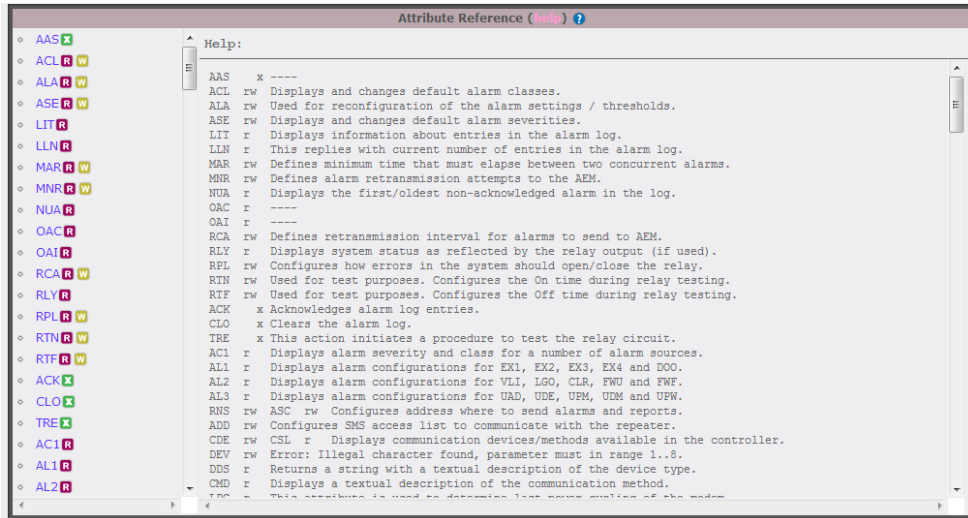 Attribute Reference (help) ?
AAS X
ACL R W
ALA R W
ASE R W
LIT R
LLN R
MAR R W
MNR R W
NUA R
OAC R
OAI R
RCA R W
RLY R
RPL R W
RTN R W
RTF R W
ACK X
CLO X
TRE X
AC1 R
AL1 R
AL2 R
Help:
AAS x ----
ACL rw Displays and changes default alarm classes.
ALA rw Used for reconfiguration of the alarm settings / thresholds.
ASE rw Displays and changes default alarm severities.
LIT r Displays information about entries in the alarm log.
LLN r This replies with current number of entries in the alarm log.
MAR rw Defines minimum time that must elapse between two concurrent alarms.
MNR rw Defines alarm retransmission attempts to the AEM.
NUA r Displays the first/oldest non-acknowledged alarm in the log.
OAC r ----
OAI r ----
RCA rw Defines retransmission interval for alarms to send to AEM.
RLY r Displays system status as reflected by the relay output (if used).
RPL rw Configures how errors in the system should open/close the relay.
RTN rw Used for test purposes. Configures the On time during relay testing.
RTF rw Used for test purposes. Configures the Off time during relay testing.
ACK x Acknowledges alarm log entries.
CLO x Clears the alarm log.
TRE x This action initiates a procedure to test the relay circuit.
AC1 r Displays alarm severity and class for a number of alarm sources.
AL1 r Displays alarm configurations for EX1, EX2, EX3, EX4 and DOO.
AL2 r Displays alarm configurations for VLI, LGO, CLR, FWU and FWF.
AL3 r Displays alarm configurations for UAD, UDE, UPM, UDM and UPW.
RNS rw ASC rw Configures address where to send alarms and reports.
ADD rw Configures SMS access list to communicate with the repeater.
CDE rw CSL r Displays communication devices/methods available in the controller.
DEV rw Error: Illegal character found, parameter must in range 1..8.
DDS r Returns a string with a textual description of the device type.
CMD r Displays a textual description of the communication method.
LPC r This attribute is used to determine last power cycling of the modem